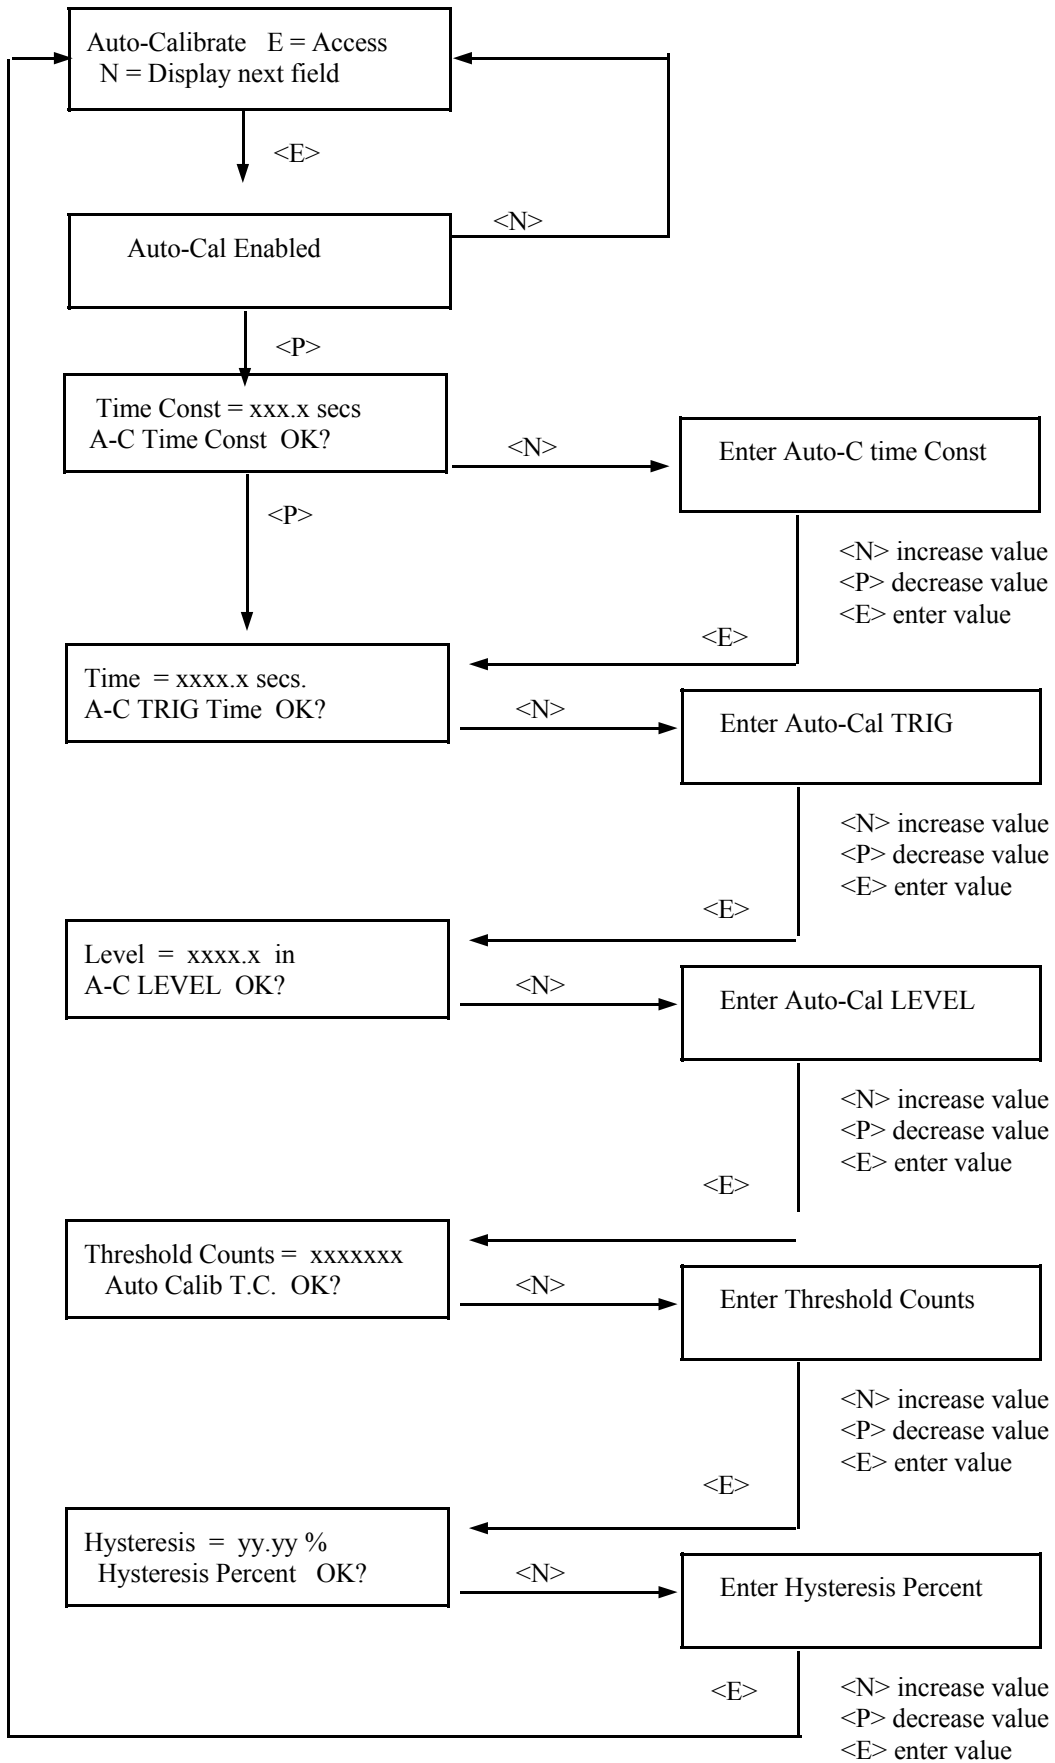 Auto-Calibrate   E = Access
N = Display next field
<E>
<N>
Auto-Cal Enabled
<P>
Time Const = xxx.x secs
A-C Time Const  OK?
<N>
Enter Auto-C time Const
<P>
<N> increase value
<P> decrease value
<E> enter value
<E>
Time  = xxxx.x secs.
A-C TRIG Time  OK?
<N>
Enter Auto-Cal TRIG
<N> increase value
<P> decrease value
<E> enter value
<E>
Level  =  xxxx.x  in
A-C LEVEL  OK?
<N>
Enter Auto-Cal LEVEL
<N> increase value
<P> decrease value
<E> enter value
<E>
Threshold Counts =  xxxxxxx
Auto Calib T.C.  OK?
<N>
Enter Threshold Counts
<N> increase value
<P> decrease value
<E> enter value
<E>
Hysteresis  =  yy.yy %
Hysteresis Percent   OK?
<N>
Enter Hysteresis Percent
<E>
<N> increase value
<P> decrease value
<E> enter value